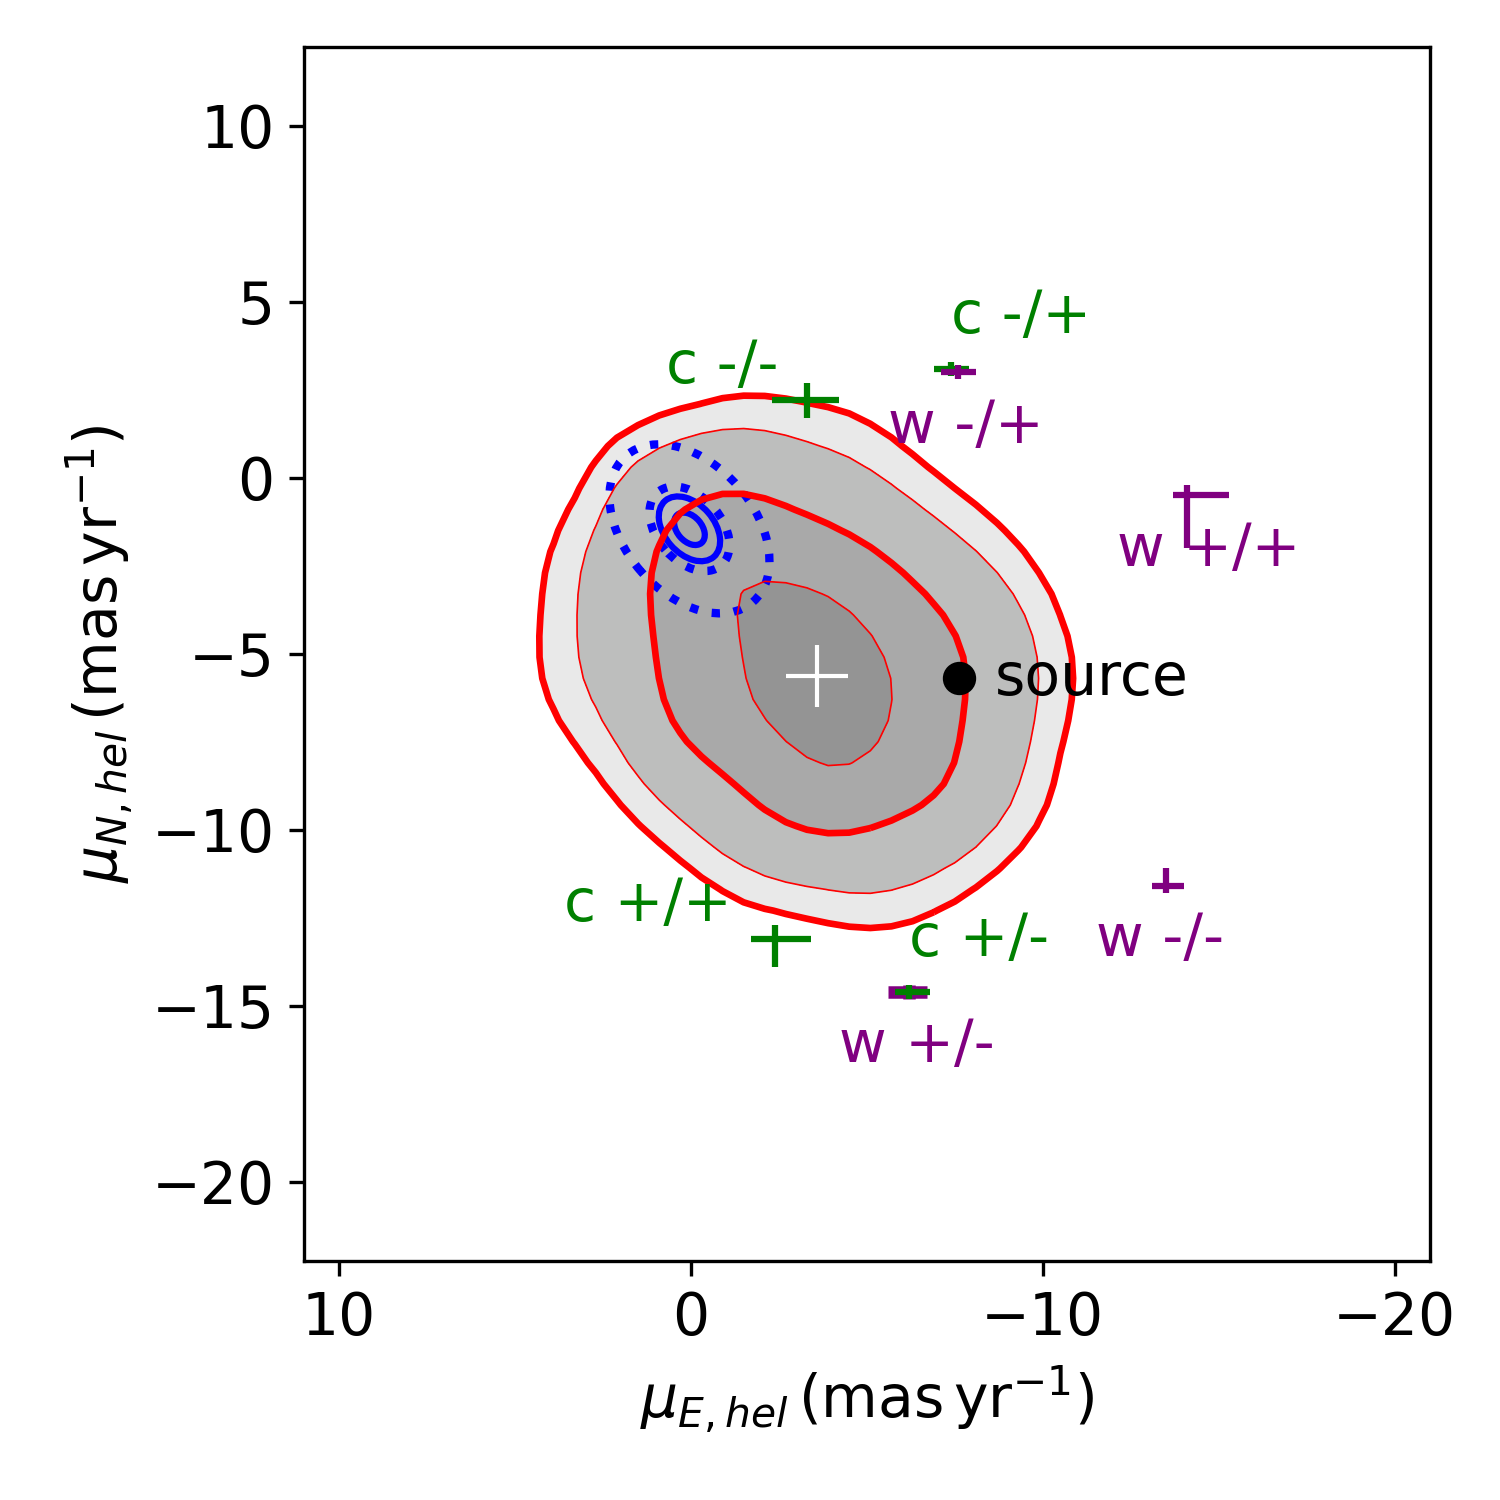 10
5
0
−5
−10
−15
−20
μN, hel (mas yr−1)
c -/+
c -/-
w -/+
w +/+
source
c +/+
c +/-
w -/-
w +/-
10
0
−10
−20
μE, hel (mas yr−1)